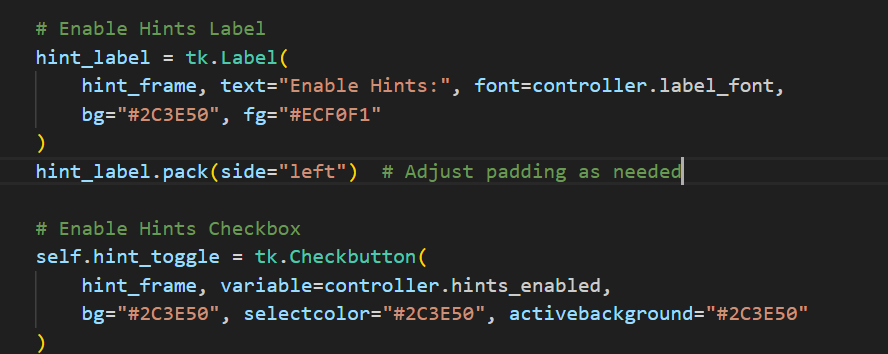 # Enable Hints Label
hint_label = tk.Label(
    hint_frame, text="Enable Hints:", font=controller.label_font,
    bg="#2C3E50", fg="#ECF0F1"
)
hint_label.pack(side="left")  # Adjust padding as needed

# Enable Hints Checkbox
self.hint_toggle = tk.Checkbutton(
    hint_frame, variable=controller.hints_enabled,
    bg="#2C3E50", selectcolor="#2C3E50", activebackground="#2C3E50"
)